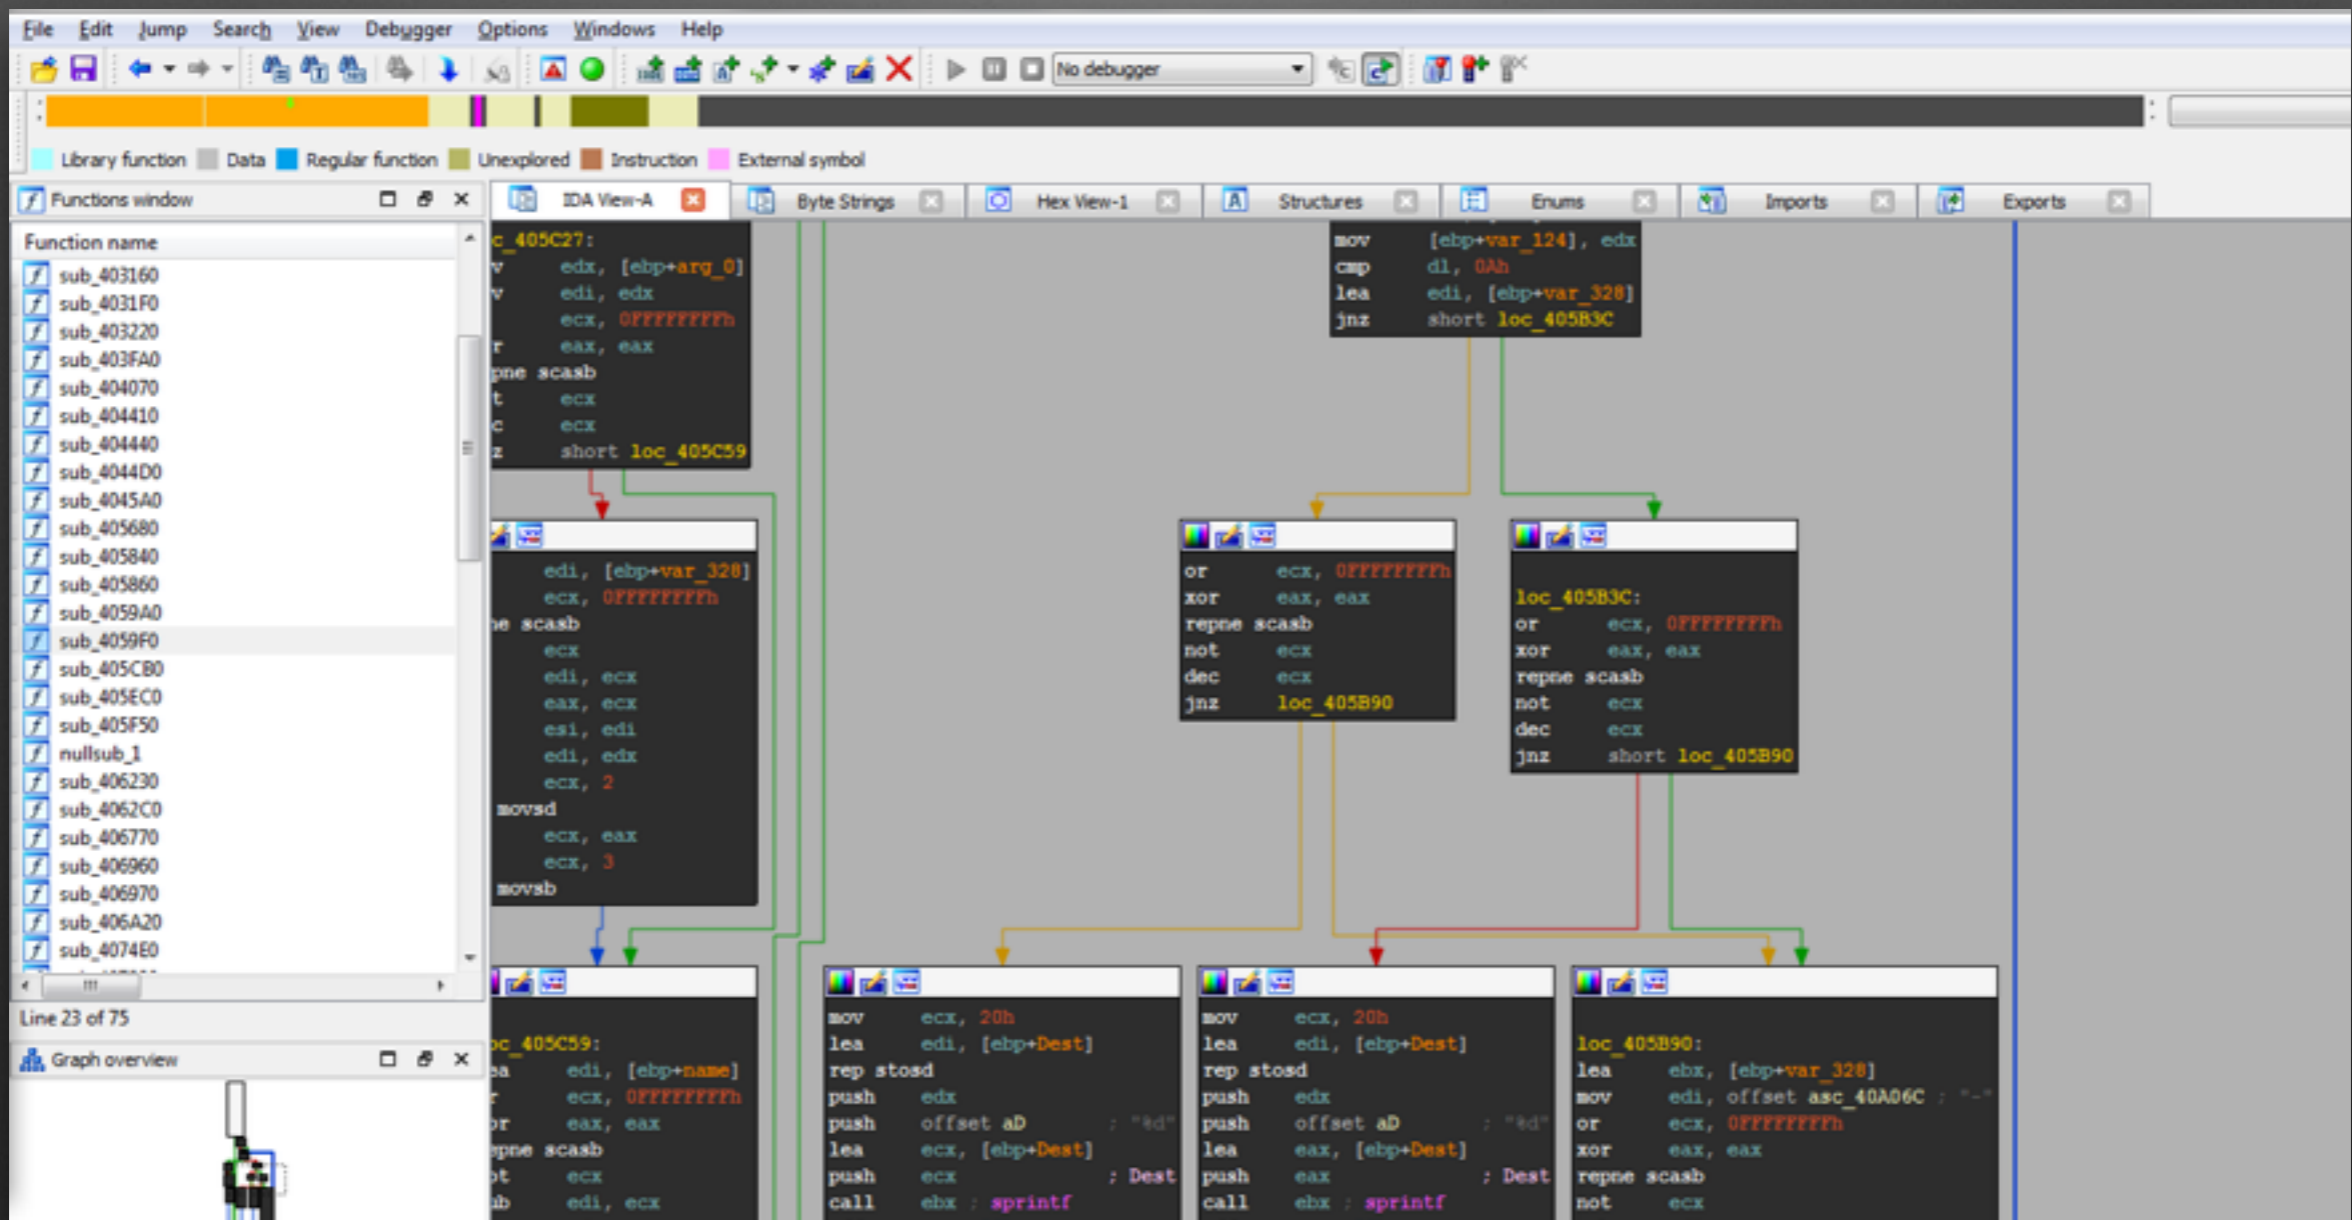 File Edit Jump Search View Debugger Options Windows Help
No debugger
Library function Data Regular function Unexplored Instruction External symbol
Functions window
Function name
sub_403160
sub_4031F0
sub_403220
sub_403FA0
sub_404070
sub_404410
sub_404440
sub_4044D0
sub_4045A0
sub_405680
sub_405840
sub_405860
sub_4059A0
sub_4059F0
sub_405CB0
sub_405EC0
sub_405F50
nullsub_1
sub_406230
sub_4062C0
sub_406770
sub_406960
sub_406970
sub_406A20
sub_4074E0
Line 23 of 75
Graph overview
IDA View-A Byte Strings Hex View-1 Structures Enums Imports Exports
c_405C27:
v edx, [ebp+arg_0]
v edi, edx
ecx, 0FFFFFFFFh
r eax, eax
pne scasb
t ecx
c ecx
z short loc_405C59
edi, [ebp+var_328]
ecx, 0FFFFFFFFh
ne scasb
ecx
edi, ecx
eax, ecx
esi, edi
edi, edx
ecx, 2
movsd
ecx, eax
ecx, 3
movsb
oc_405C59:
ea edi, [ebp+name]
r ecx, 0FFFFFFFFh
or eax, eax
epne scasb
ot ecx
ub edi, ecx
mov [ebp+var_124], edx
cmp dl, 0Ah
lea edi, [ebp+var_328]
jnz short loc_405B3C
or ecx, 0FFFFFFFFh
xor eax, eax
repne scasb
not ecx
dec ecx
jnz loc_405B90
loc_405B3C:
or ecx, 0FFFFFFFFh
xor eax, eax
repne scasb
not ecx
dec ecx
jnz short loc_405B90
mov ecx, 20h
lea edi, [ebp+Dest]
rep stosd
push edx
push offset aD ; "%d"
lea ecx, [ebp+Dest]
push ecx ; Dest
call ebx ; sprintf
mov ecx, 20h
lea edi, [ebp+Dest]
rep stosd
push edx
push offset aD ; "%d"
lea eax, [ebp+Dest]
push eax ; Dest
call ebx ; sprintf
loc_405B90:
lea ebx, [ebp+var_328]
mov edi, offset asc_40A06C ; "-"
or ecx, 0FFFFFFFFh
xor eax, eax
repne scasb
not ecx